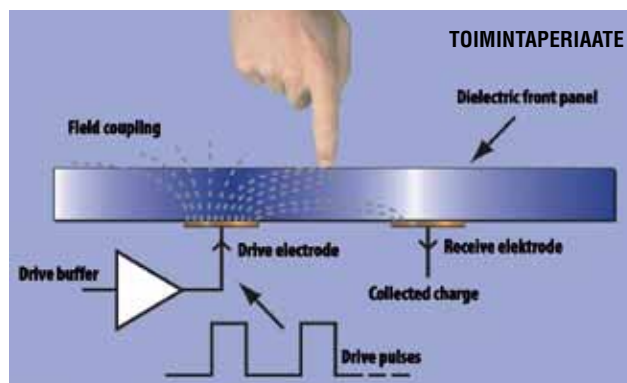 TOIMINTAPERIAATE
Dielectric front panel
Field coupling
Drive electrode
Receive elektrode
Drive buffer
Collected charge
Drive pulses